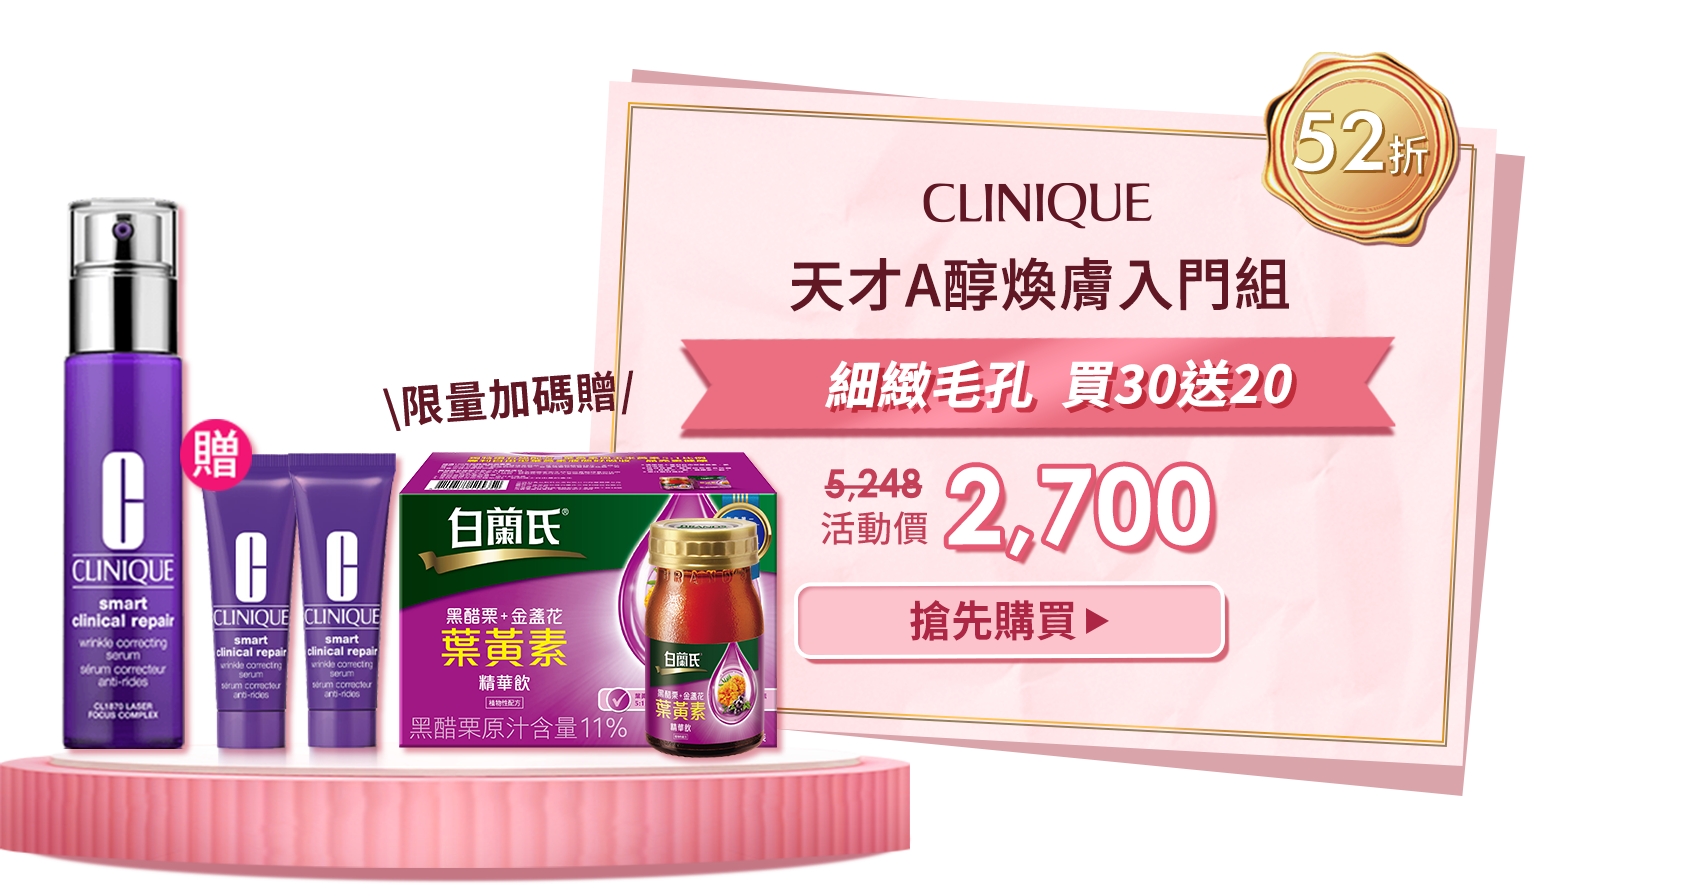 52折
CLINIQUE
天才A醇煥膚入門組
細緻毛孔 買30送20
5,248
活動價 2,700
搶先購買
\限量加碼贈/
贈
CLINIQUE
smart
clinical repair
wrinkle correcting
serum
sérum correcteur
anti-rides
CL1870 LASER
FOCUS COMPLEX
CLINIQUE
smart
clinical repair
wrinkle correcting
serum
sérum correcteur
anti-rides
CLINIQUE
smart
clinical repair
wrinkle correcting
serum
sérum correcteur
anti-rides
白蘭氏®
黑醋栗+金盞花
葉黃素
精華飲
植物性配方
黑醋栗原汁含量11%
白蘭氏
黑醋栗+金盞花
葉黃素
精華飲